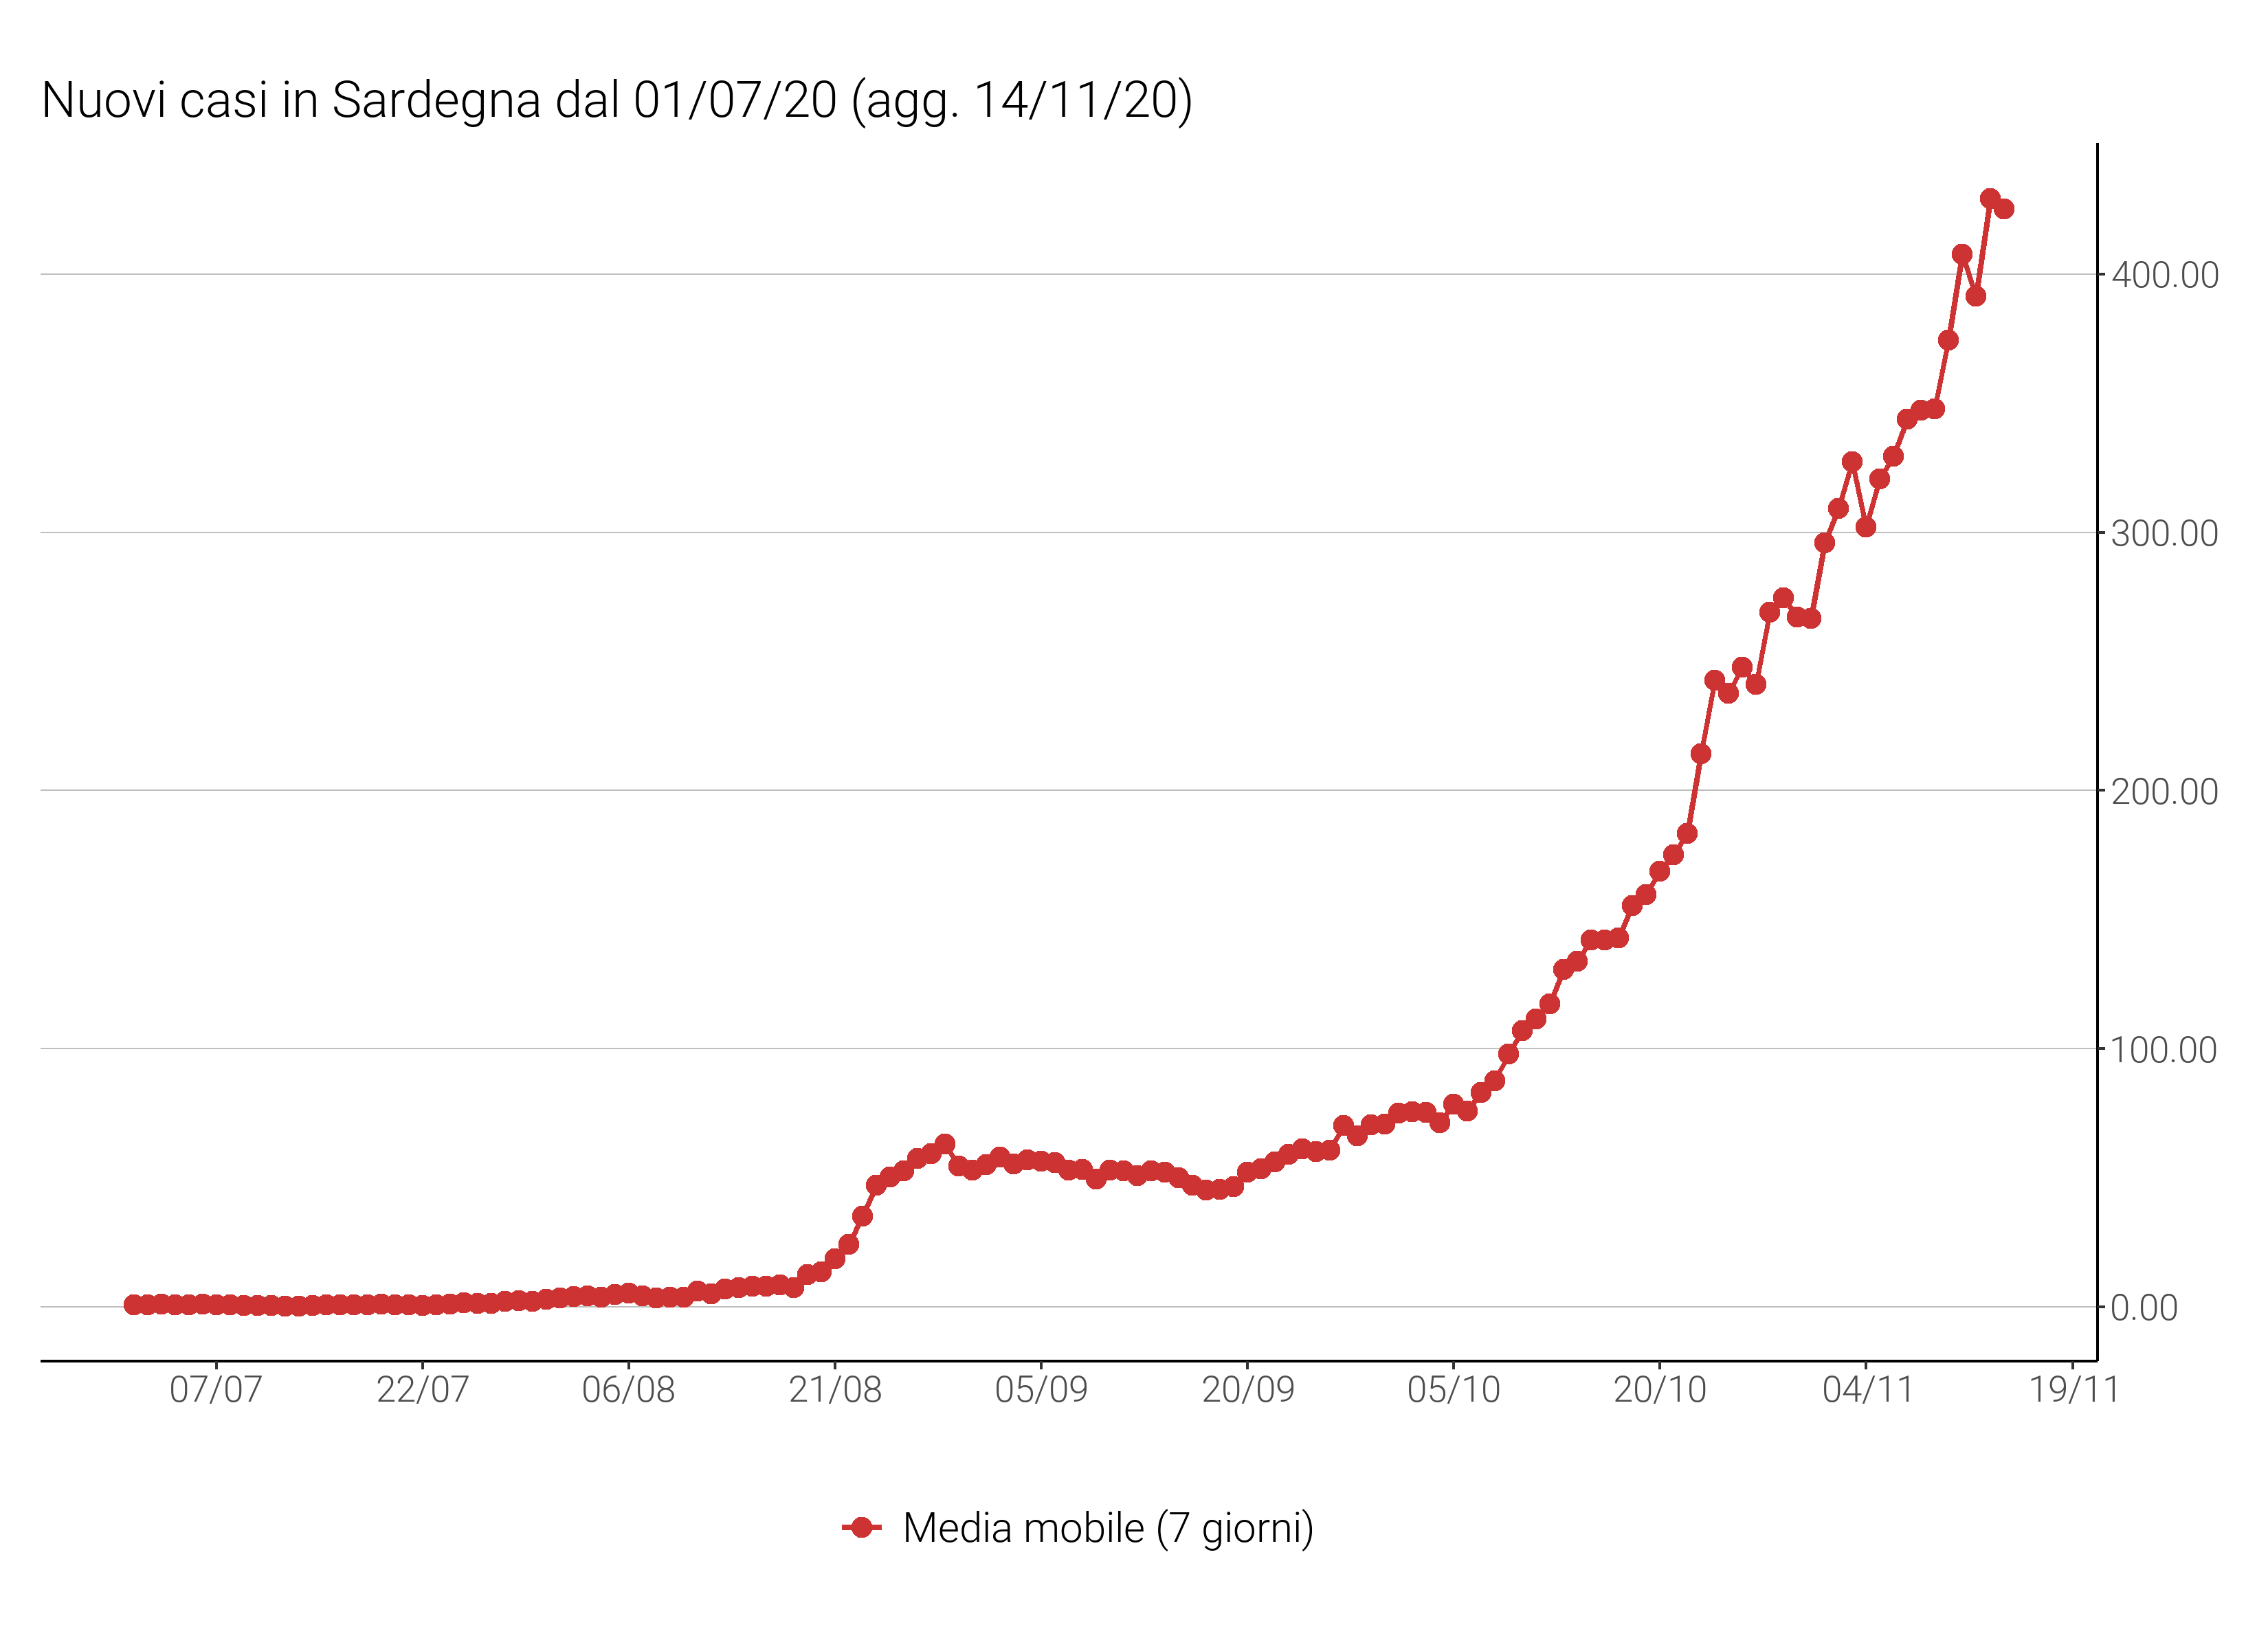 Nuovi casi in Sardegna dal 01/07/20 (agg. 14/11/20)
400.00
300.00
200.00
100.00
0.00
07/07 22/07 06/08 21/08 05/09 20/09 05/10 20/10 04/11 19/11
Media mobile (7 giorni)